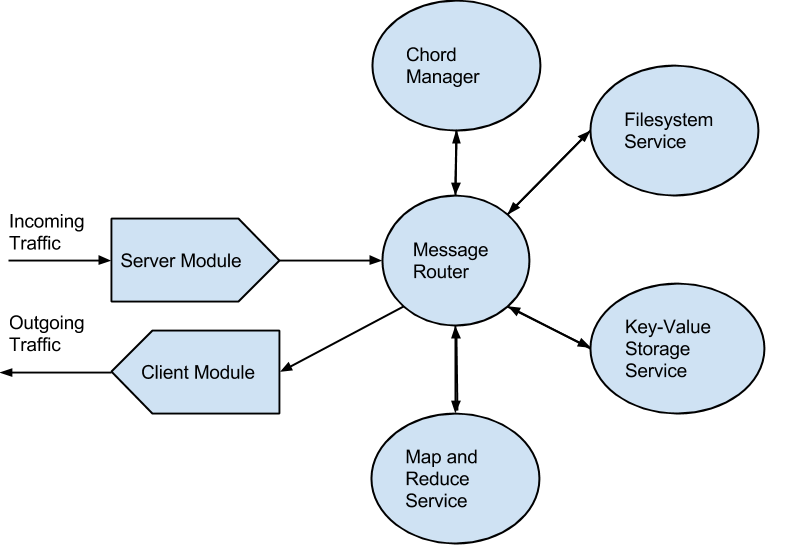 Chord
Manager
Filesystem
Service
Incoming
Traffic
Server Module
Message
Router
Outgoing
Traffic
Client Module
Key-Value
Storage
Service
Map and
Reduce
Service